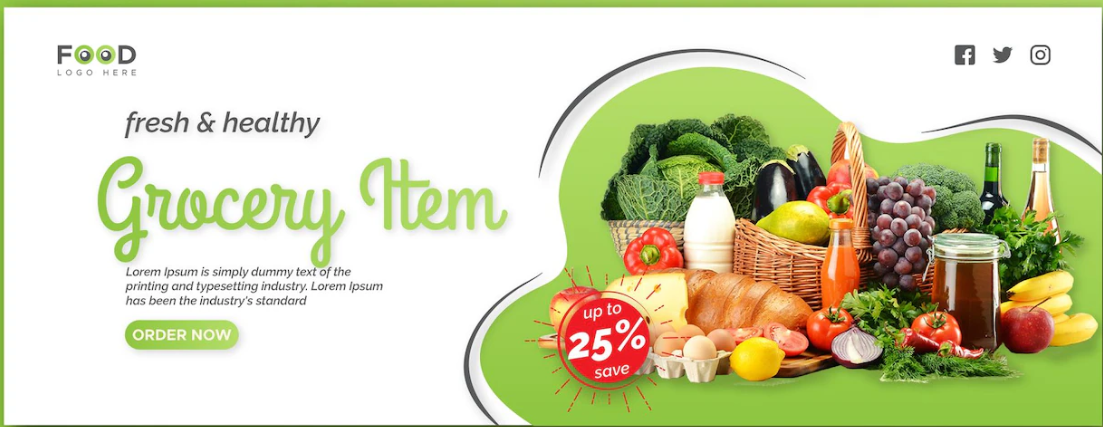 FOOD
LOGO HERE
fresh & healthy
Grocery Item
Lorem Ipsum is simply dummy text of the
printing and typesetting industry. Lorem Ipsum
has been the industry's standard
ORDER NOW
up to
25%
save